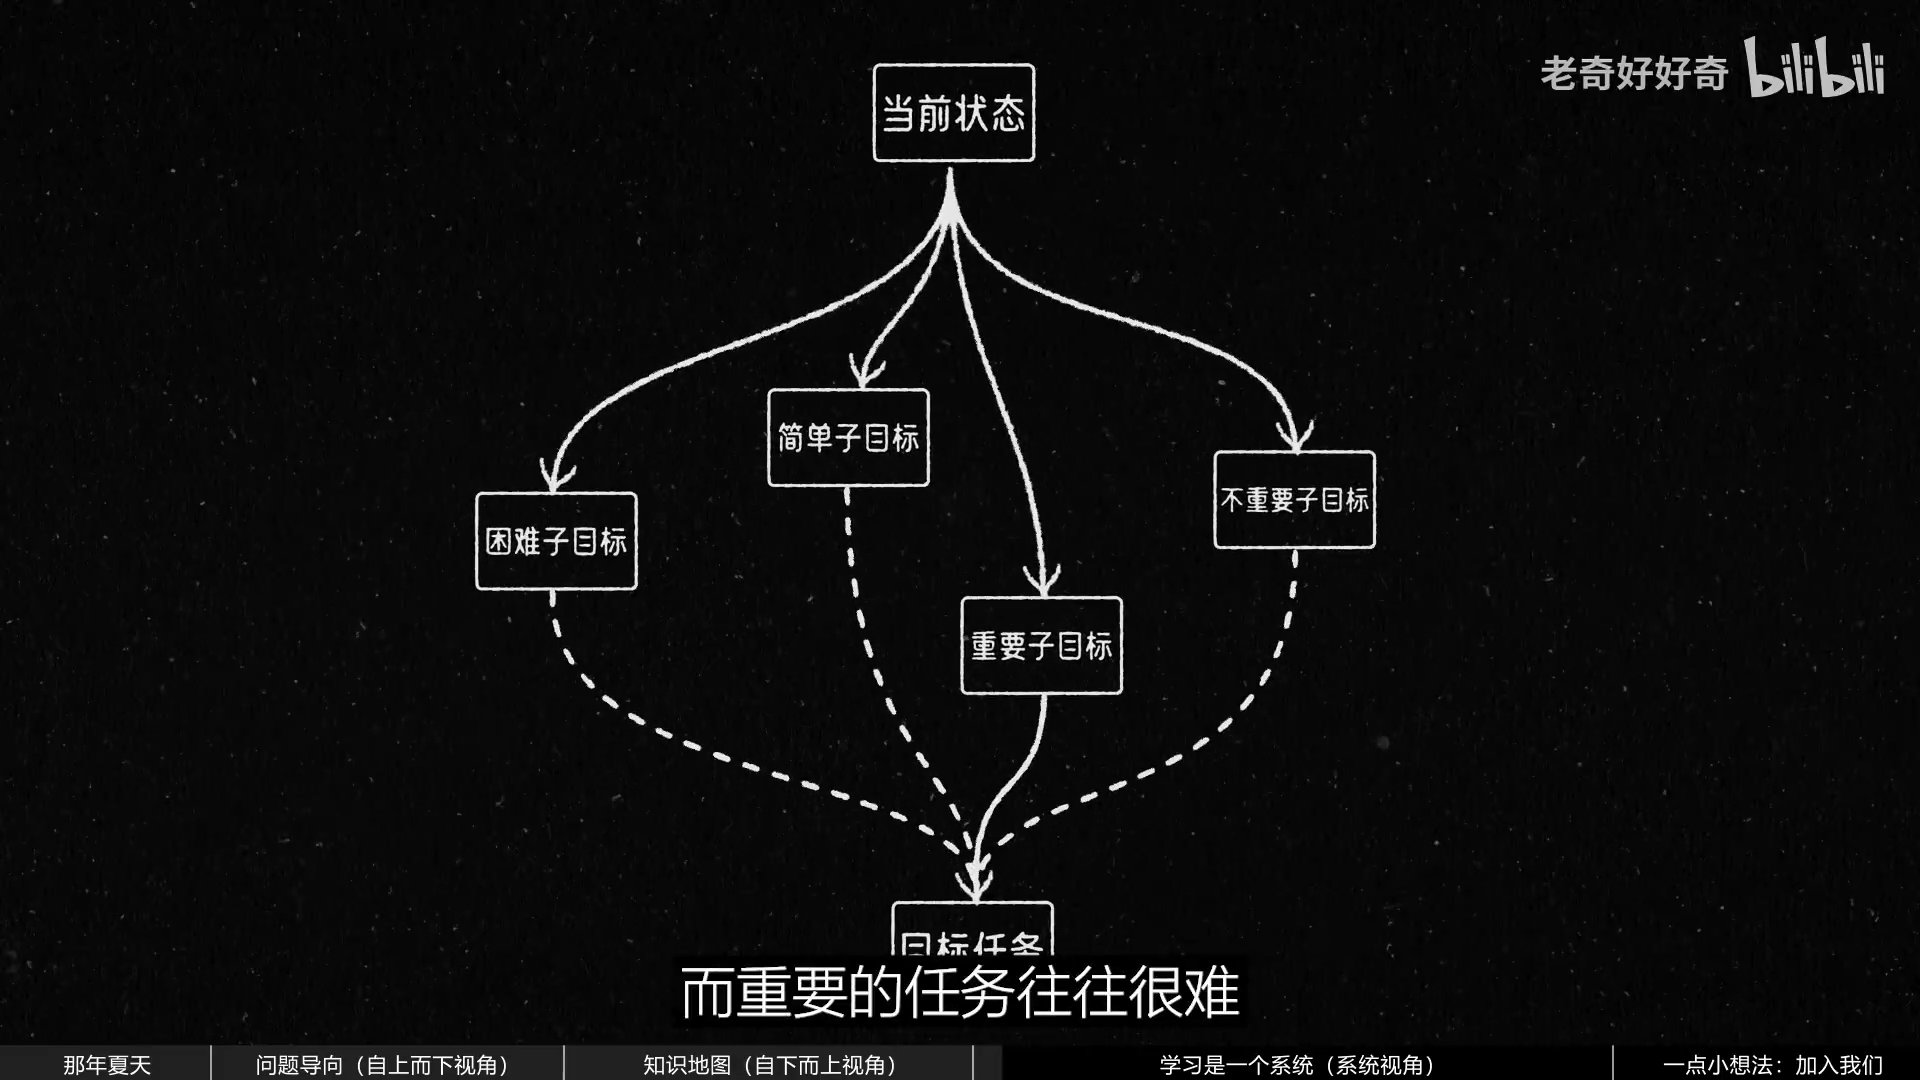 老奇好好奇 bilibili
当前状态
简单子目标
不重要子目标
困难子目标
重要子目标
目标任务
而重要的任务往往很难
那年夏天
问题导向（自上而下视角）
知识地图（自下而上视角）
学习是一个系统（系统视角）
一点小想法：加入我们